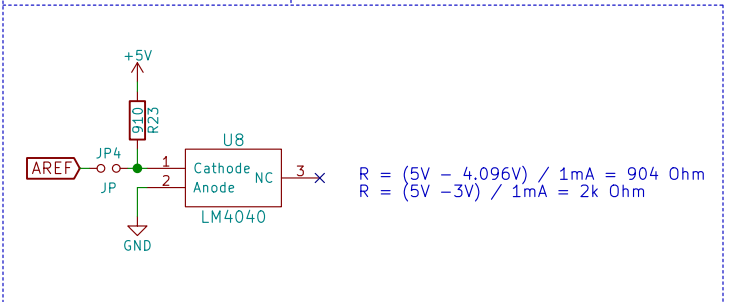 +5V
910
R23
U8
JP4
AREF
1
Cathode
3
R = (5V - 4.096V) / 1mA = 904 Ohm
NC
2
Anode
R = (5V -3V) / 1mA = 2k Ohm
JP
LM4040
GND